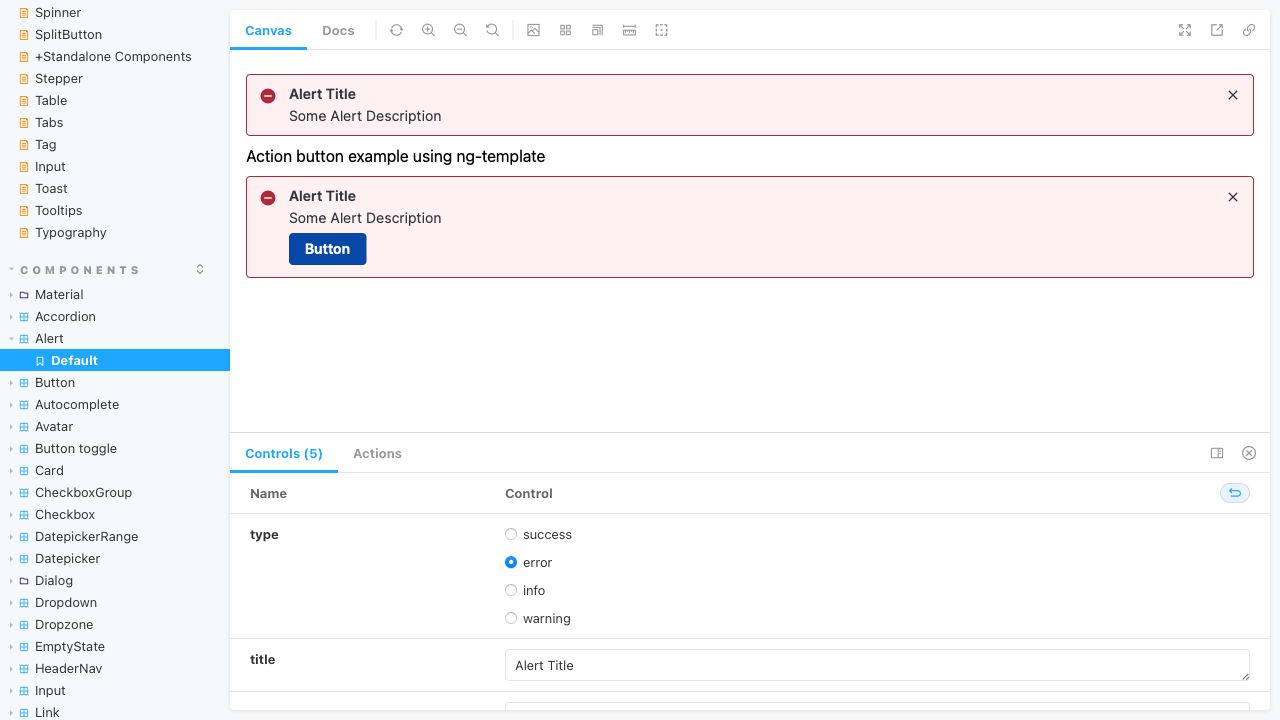 Spinner
SplitButton
+Standalone Components
Stepper
Table
Tabs
Tag
Input
Toast
Tooltips
Typography
COMPONENTS
Material
Accordion
Alert
Default
Button
Autocomplete
Avatar
Button toggle
Card
CheckboxGroup
Checkbox
DatepickerRange
Datepicker
Dialog
Dropdown
Dropzone
EmptyState
HeaderNav
Input
Link
Canvas Docs
Alert Title
Some Alert Description
Action button example using ng-template
Alert Title
Some Alert Description
Button
Controls (5) Actions
Name Control
type success
error
info
warning
title Alert Title